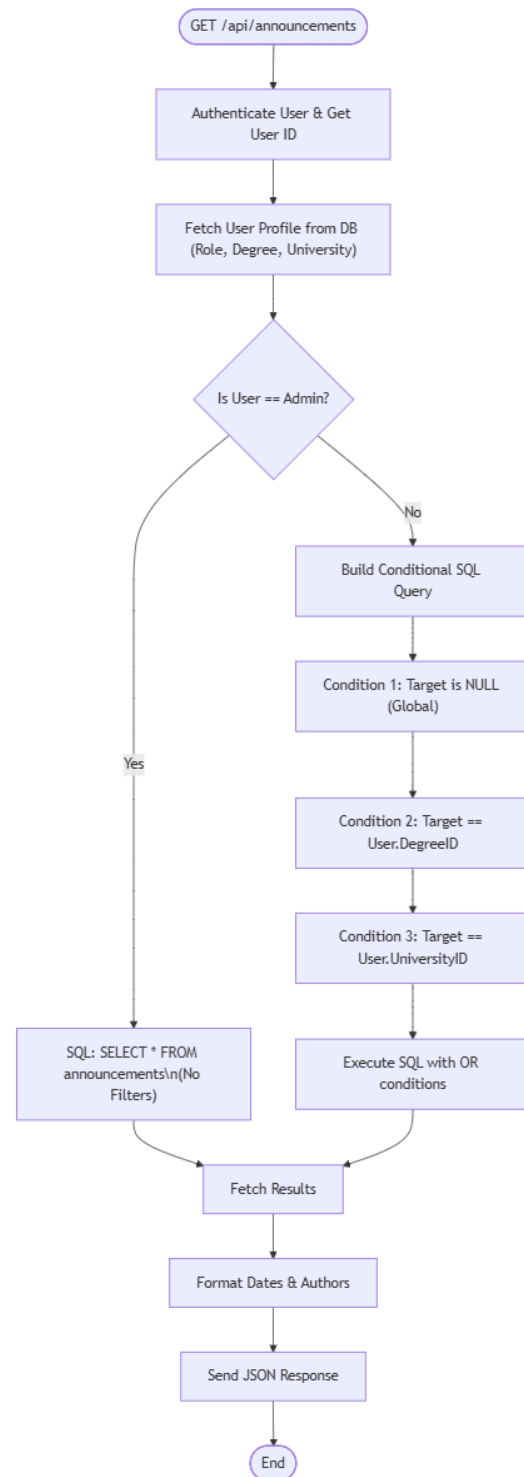 GET /api/announcements
Authenticate User & Get
User ID
Fetch User Profile from DB
(Role, Degree, University)
Is User == Admin?
No
Build Conditional SQL
Query
Condition 1: Target is NULL
(Global)
Yes
Condition 2: Target ==
User.DegreeID
Condition 3: Target ==
User.UniversityID
SQL: SELECT * FROM
announcements\n(No
Filters)
Execute SQL with OR
conditions
Fetch Results
Format Dates & Authors
Send JSON Response
End